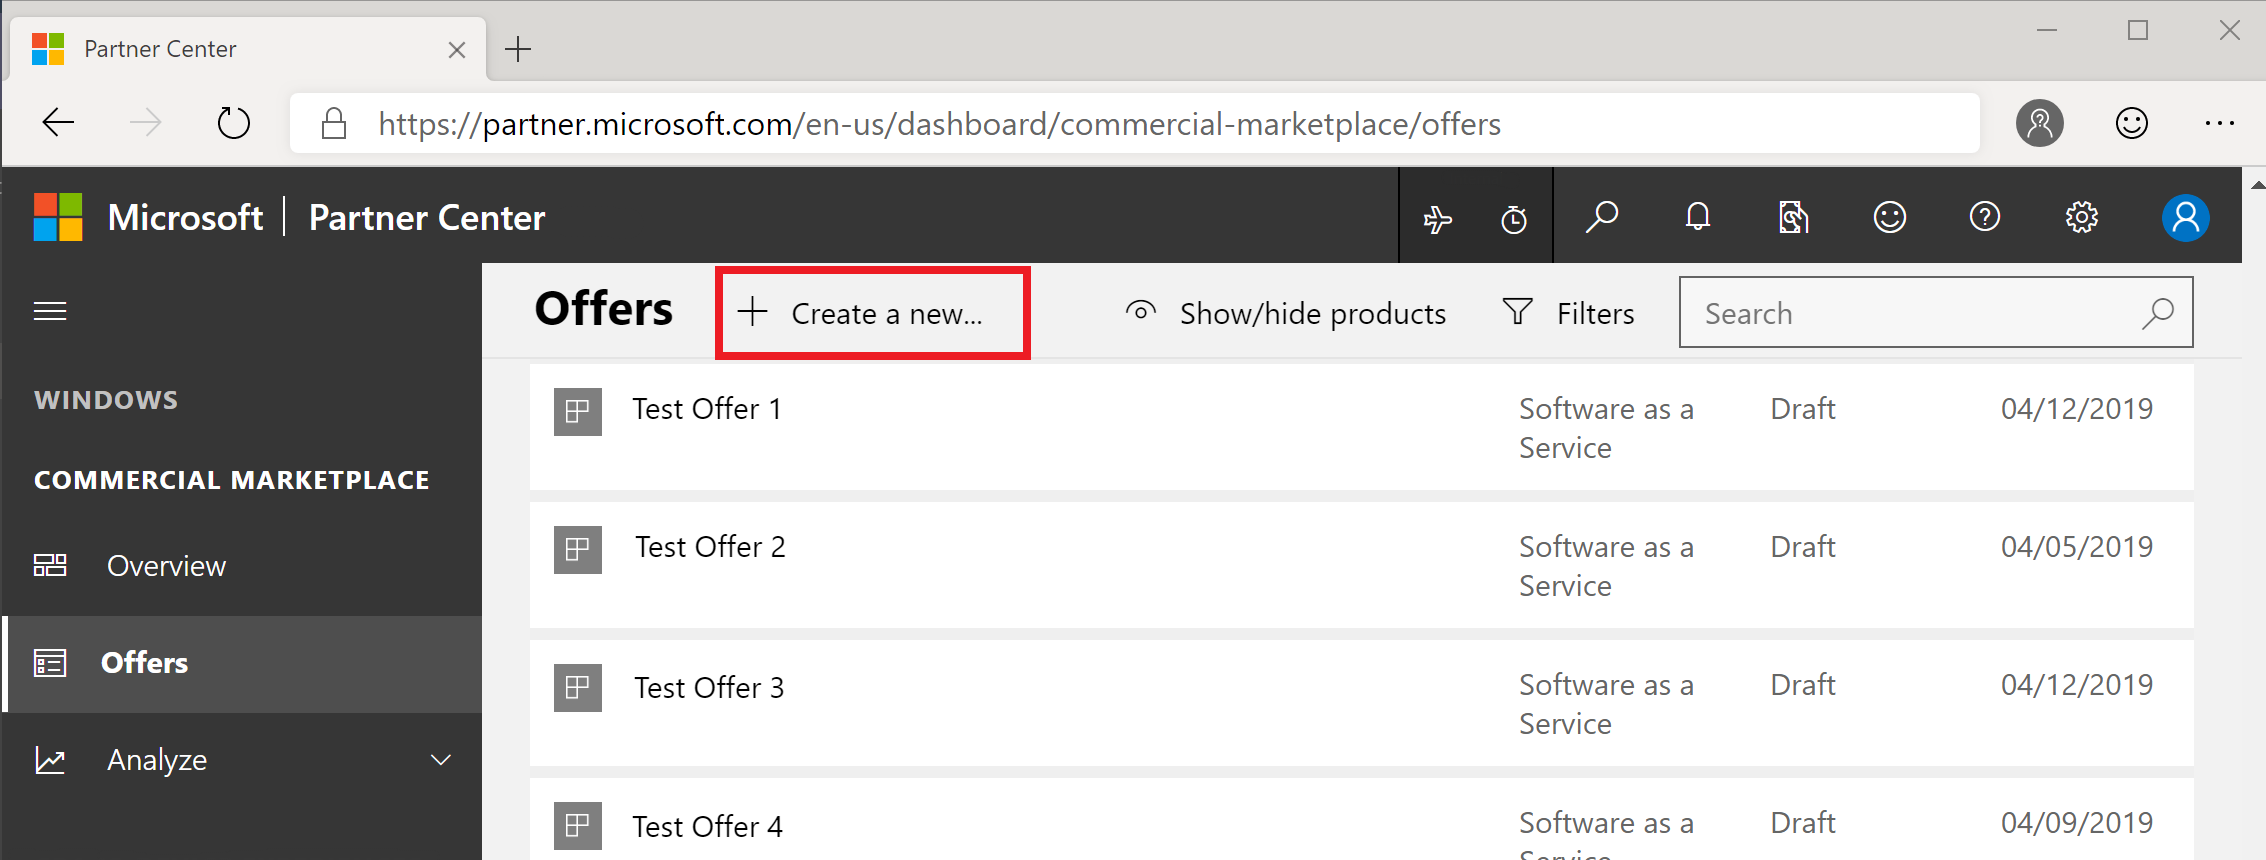 Partner Center
https://partner.microsoft.com/en-us/dashboard/commercial-marketplace/offers
Microsoft | Partner Center
Offers
Create a new...
Show/hide products
Filters
Search
WINDOWS
COMMERCIAL MARKETPLACE
Overview
Offers
Analyze
Test Offer 1
Software as a
Service
Draft
04/12/2019
Test Offer 2
Software as a
Service
Draft
04/05/2019
Test Offer 3
Software as a
Service
Draft
04/12/2019
Test Offer 4
Software as a
Draft
04/09/2019